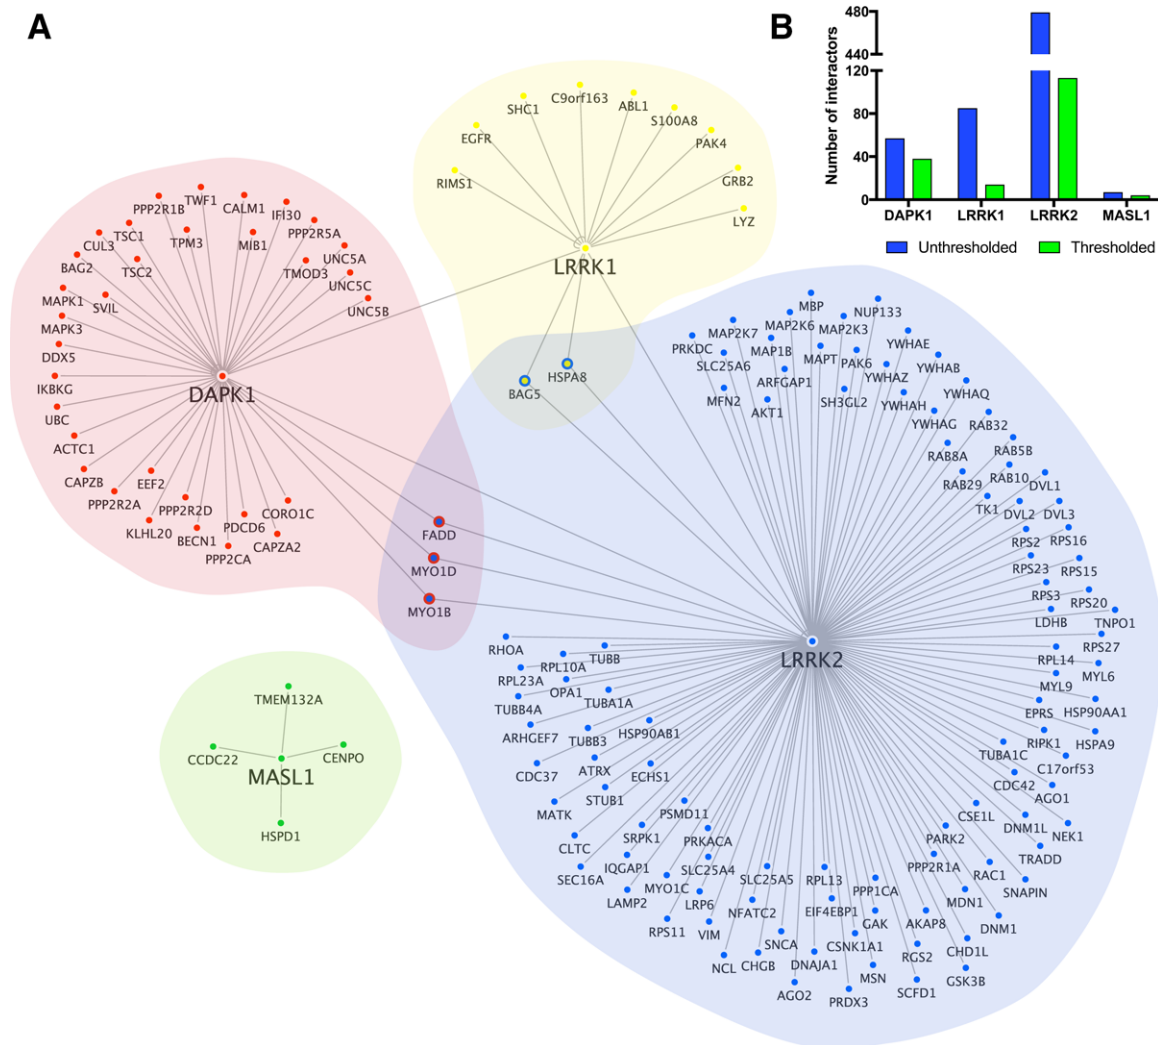 A
B
480
440
120
80
40
0
Number of interactors
DAPK1 LRRK1 LRRK2 MASL1
Unthresholded Thresholded
C9orf163
SHC1
ABL1
S100A8
EGFR
PAK4
RIMS1
GRB2
LYZ
LRRK1
HSPA8
BAG5
TWF1
PPP2R1B
CALM1
IFI30
TSC1
TPM3
PPP2R5A
CUL3
MIB1
UNC5A
BAG2
TSC2
TMOD3
UNC5C
MAPK1
SVIL
UNC5B
MAPK3
DDX5
IKBKG
DAPK1
UBC
ACTC1
CAPZB
EEF2
PPP2R2A
PPP2R2D
CORO1C
KLHL20
PDCD6
BECN1
CAPZA2
PPP2CA
FADD
MYO1D
MYO1B
TMEM132A
CCDC22
CENPO
MASL1
HSPD1
MBP
NUP133
MAP2K6
MAP2K7
MAP2K3
PRKDC
MAP1B
YWHAE
MAPT
PAK6
SLC25A6
YWHAB
ARFGAP1
YWHAZ
YWHAQ
MFN2
SH3GL2
AKT1
YWHAH
YWHAG
RAB32
RAB8A
RAB5B
RAB29
RAB10
DVL1
TK1
DVL2
DVL3
RPS2
RPS16
RPS23
RPS15
RPS3
RPS20
LDHB
TNPO1
RPS27
LRRK2
RPL14
MYL6
MYL9
EPRS
HSP90AA1
RIPK1
HSPA9
TUBA1C
C17orf53
CDC42
AGO1
CSE1L
DNM1L
NEK1
PARK2
TRADD
PPP2R1A
RAC1
SNAPIN
MDN1
DNM1
AKAP8
CHD1L
RGS2
GSK3B
SCFD1
RHOA
TUBB
RPL10A
RPL23A
OPA1
TUBA1A
TUBB4A
ARHGEF7
HSP90AB1
TUBB3
CDC37
ATRX
ECHS1
MATK
STUB1
PSMD11
CLTC
SRPK1
PRKACA
SEC16A
IQGAP1
SLC25A4
LAMP2
MYO1C
LRP6
SLC25A5
RPL13
PPP1CA
RPS11
NFATC2
EIF4EBP1
GAK
VIM
SNCA
CSNK1A1
NCL
CHGB
DNAJA1
MSN
AGO2
PRDX3